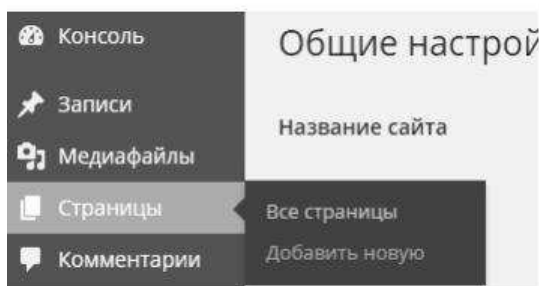 Консоль
Общие настрой
Записи
Название сайта
Медиафайлы
Страницы
Все страницы
Добавить новую
Комментарии